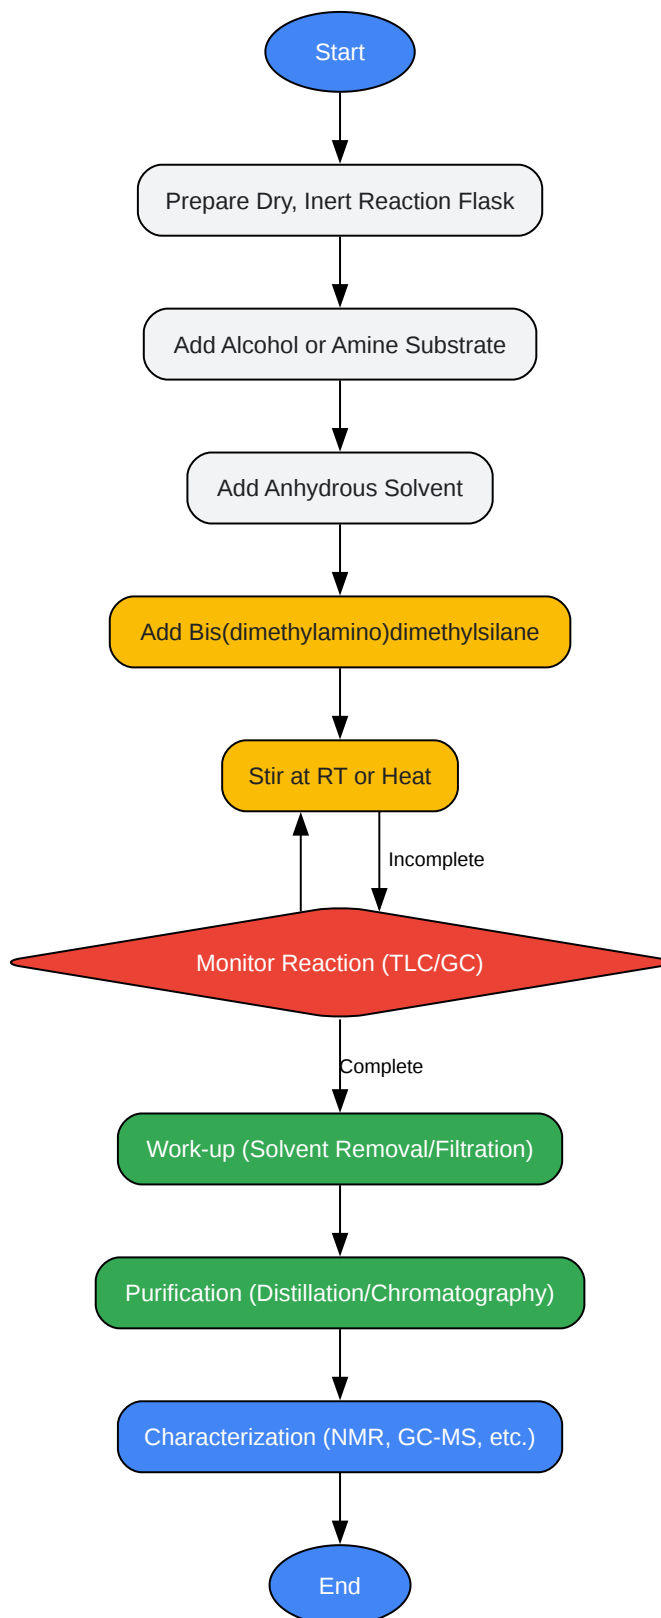 Start
Prepare Dry, Inert Reaction Flask
Add Alcohol or Amine Substrate
Add Anhydrous Solvent
Add Bis(dimethylamino)dimethylsilane
Stir at RT or Heat
Incomplete
Monitor Reaction (TLC/GC)
Complete
Work-up (Solvent Removal/Filtration)
Purification (Distillation/Chromatography)
Characterization (NMR, GC-MS, etc.)
End